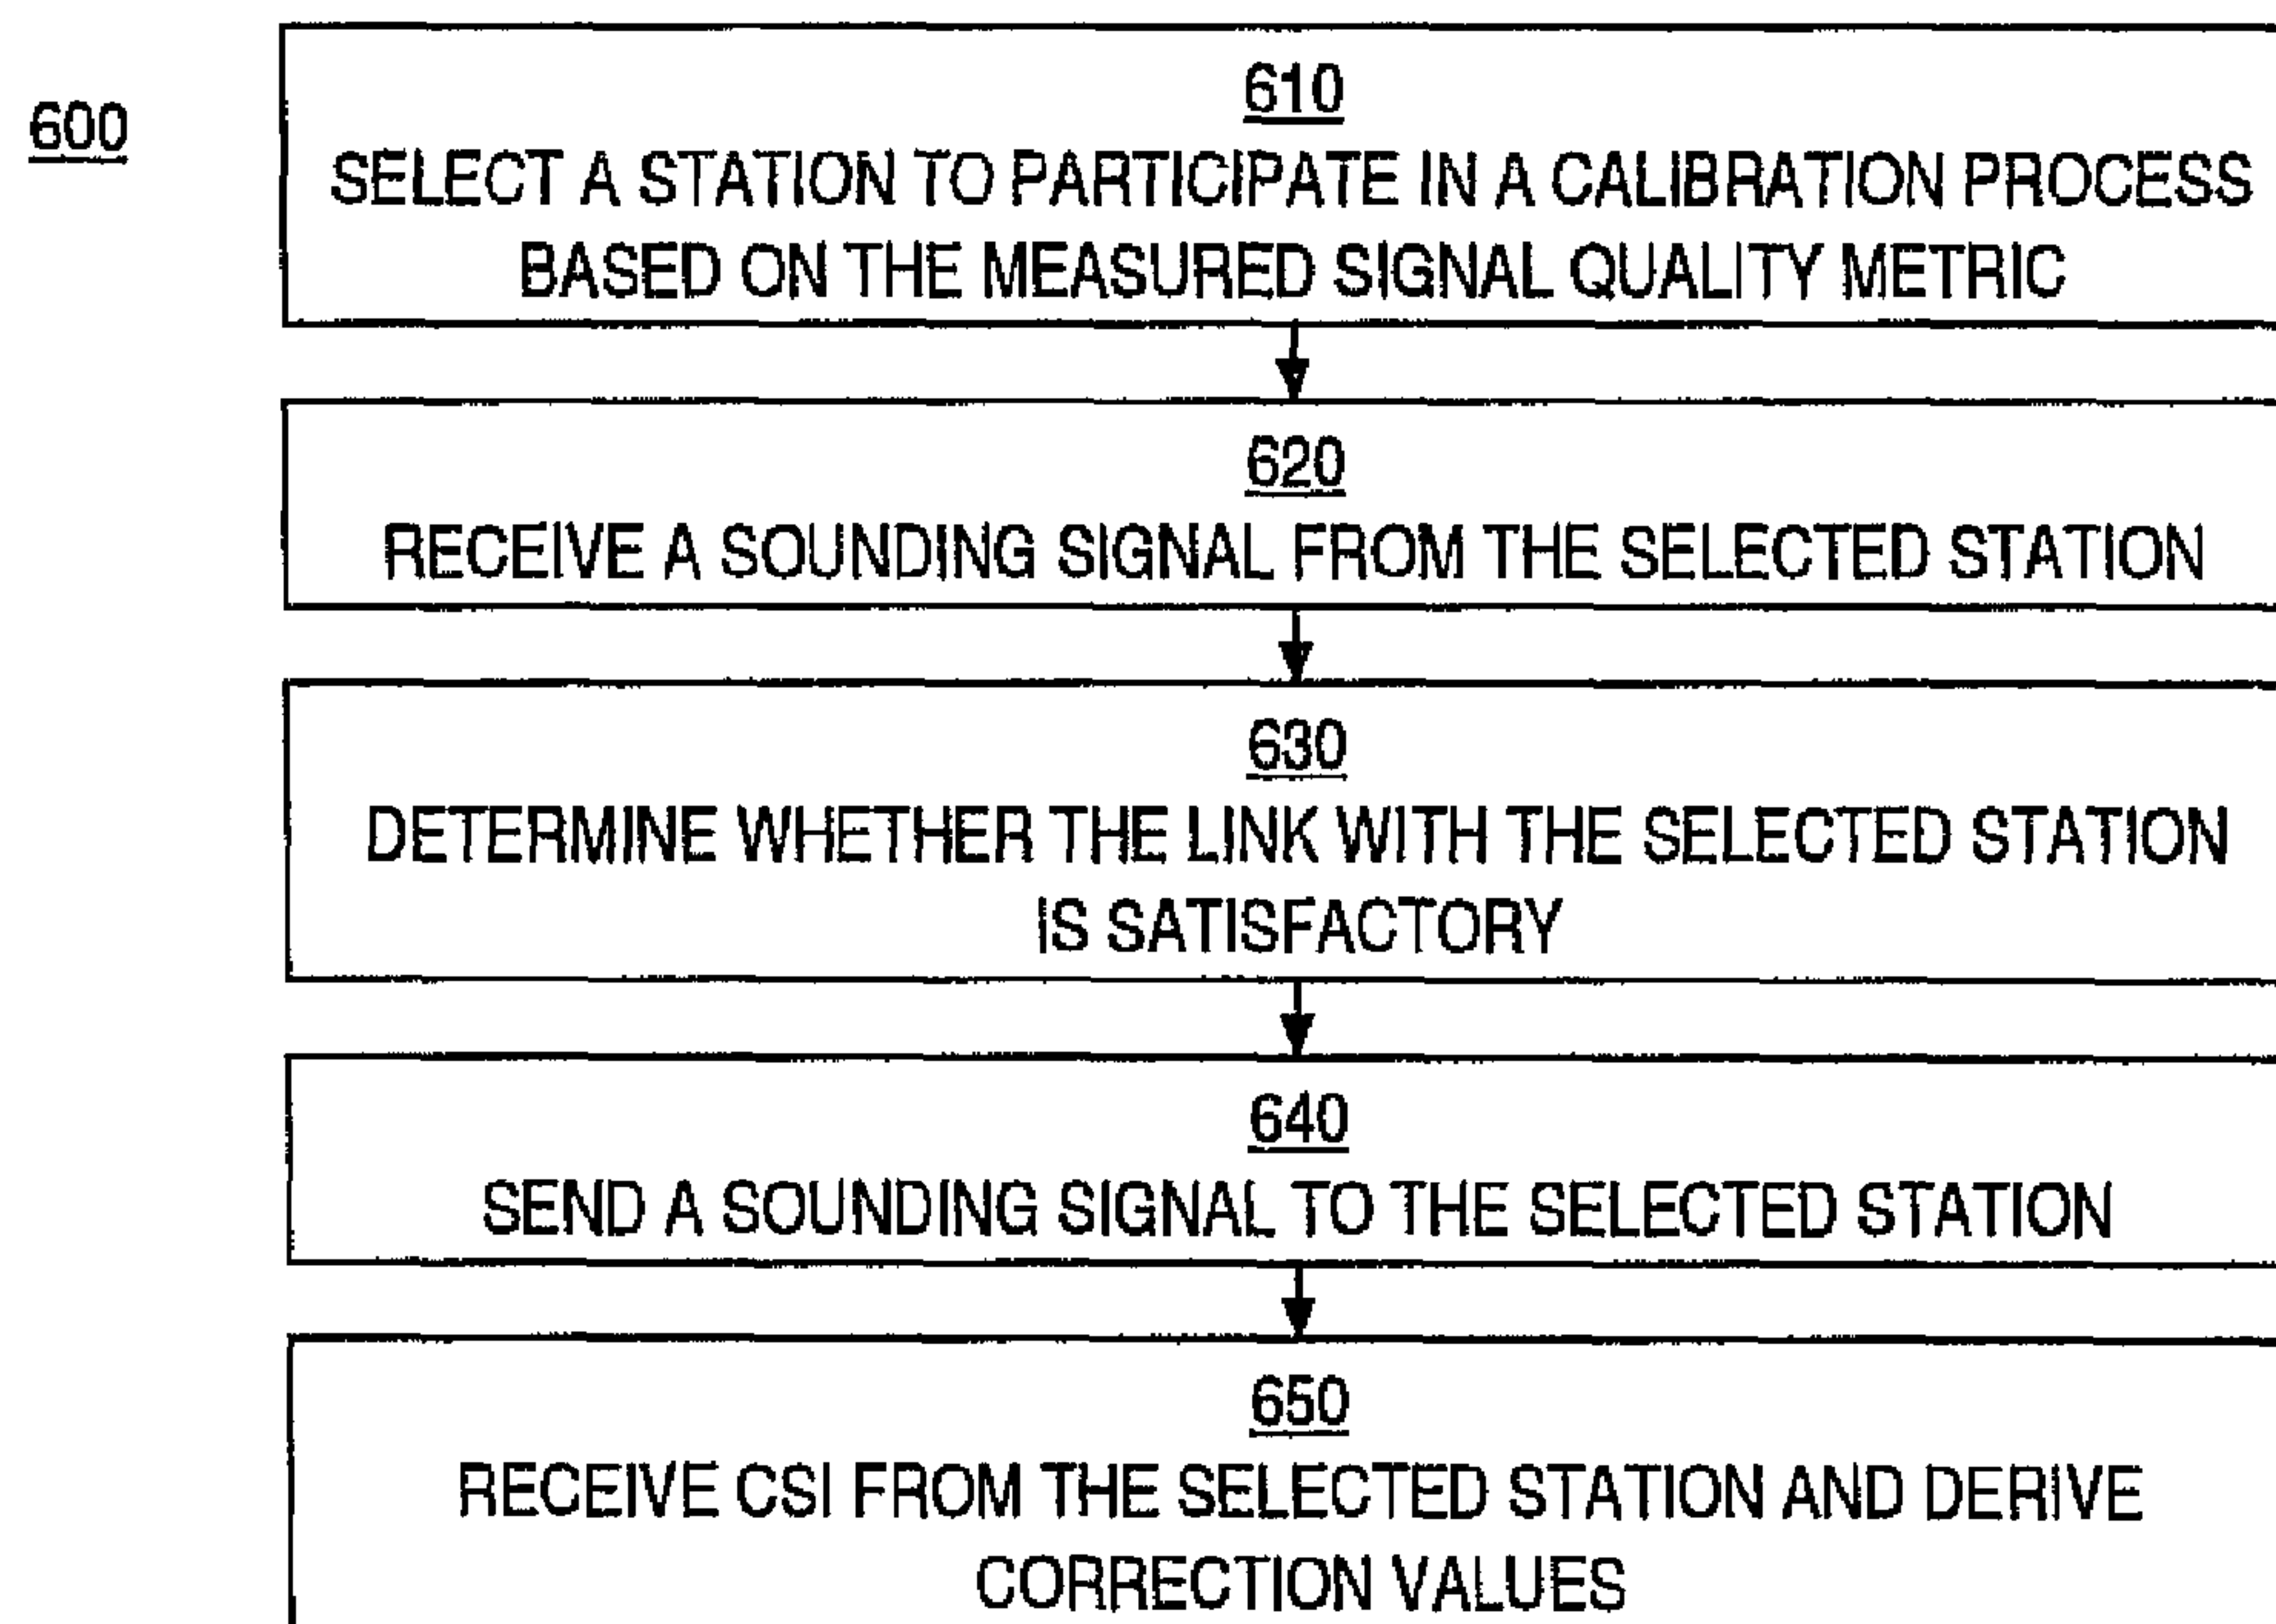 600
610
SELECT A STATION TO PARTICIPATE IN A CALIBRATION PROCESS
BASED ON THE MEASURED SIGNAL QUALITY METRIC
620
RECEIVE A SOUNDING SIGNAL FROM THE SELECTED STATION
630
DETERMINE WHETHER THE LINK WITH THE SELECTED STATION
IS SATISFACTORY
640
SEND A SOUNDING SIGNAL TO THE SELECTED STATION
650
RECEIVE CSI FROM THE SELECTED STATION AND DERIVE
CORRECTION VALUES